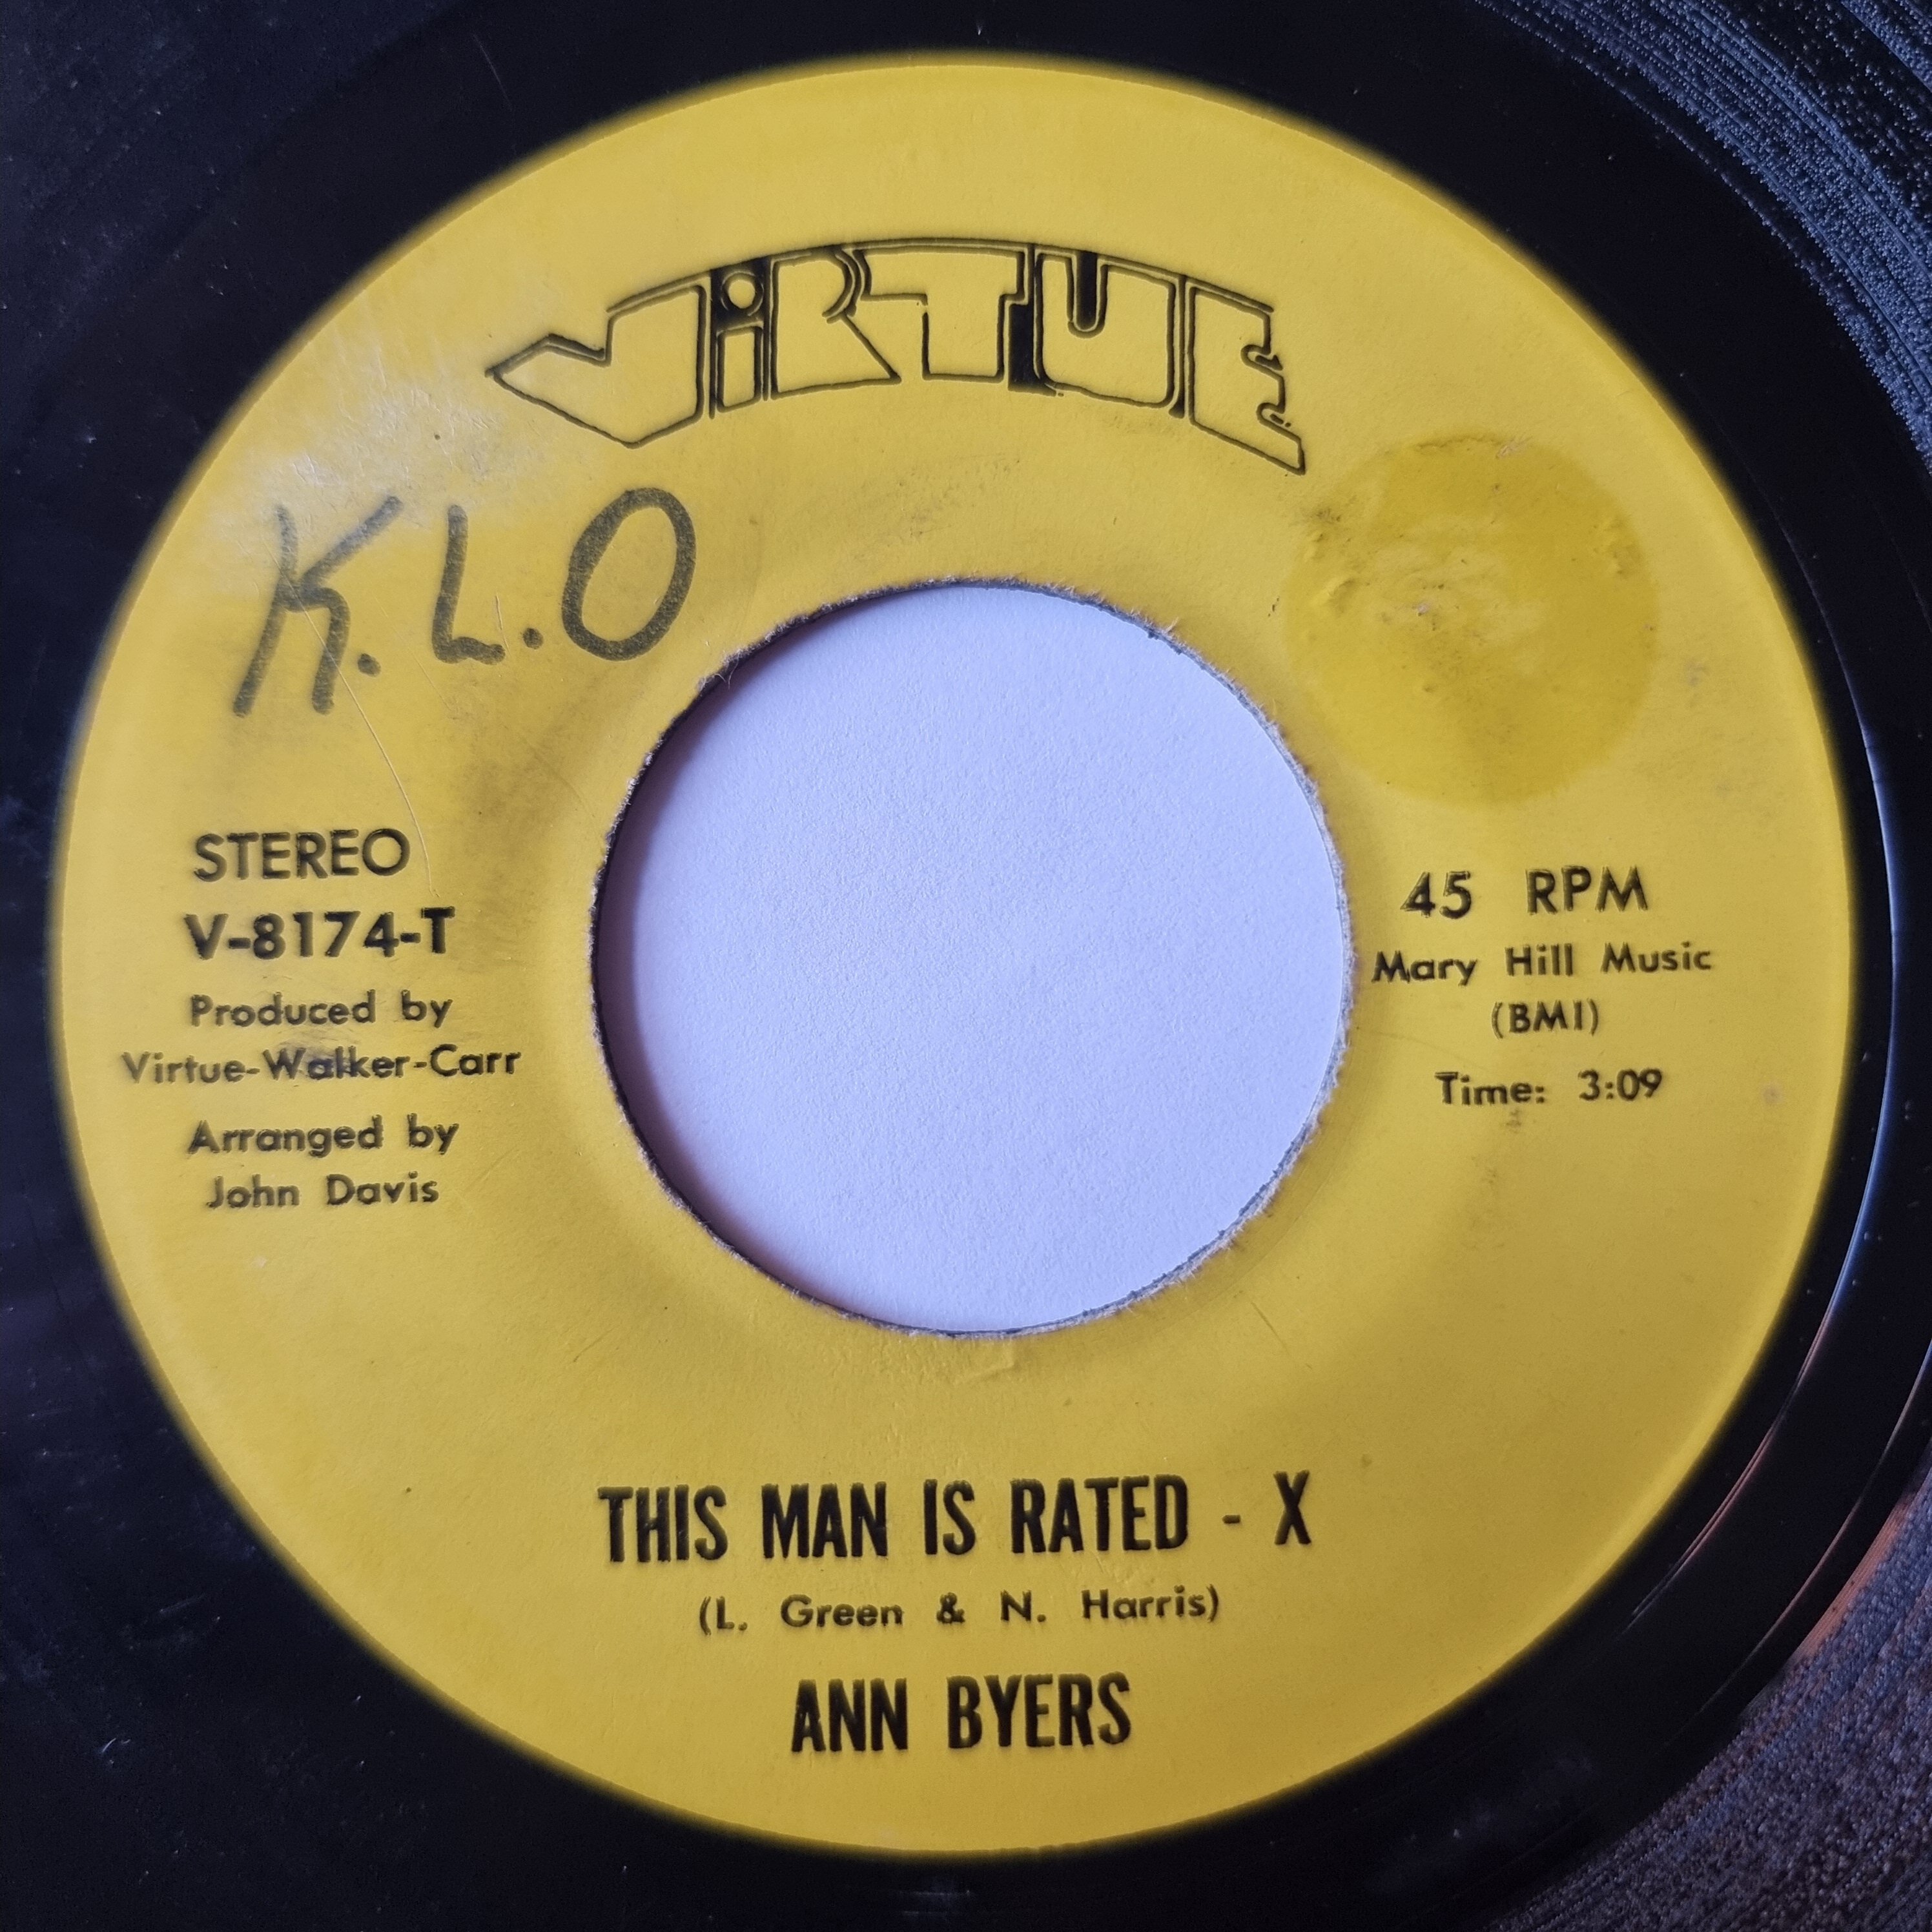 ViRTUE
K.L.O
STEREO
V-8174-T
Produced by
Virtue-Walker-Carr
Arranged by
John Davis
45 RPM
Mary Hill Music
(BMI)
Time: 3:09
THIS MAN IS RATED - X
(L. Green & N. Harris)
ANN BYERS